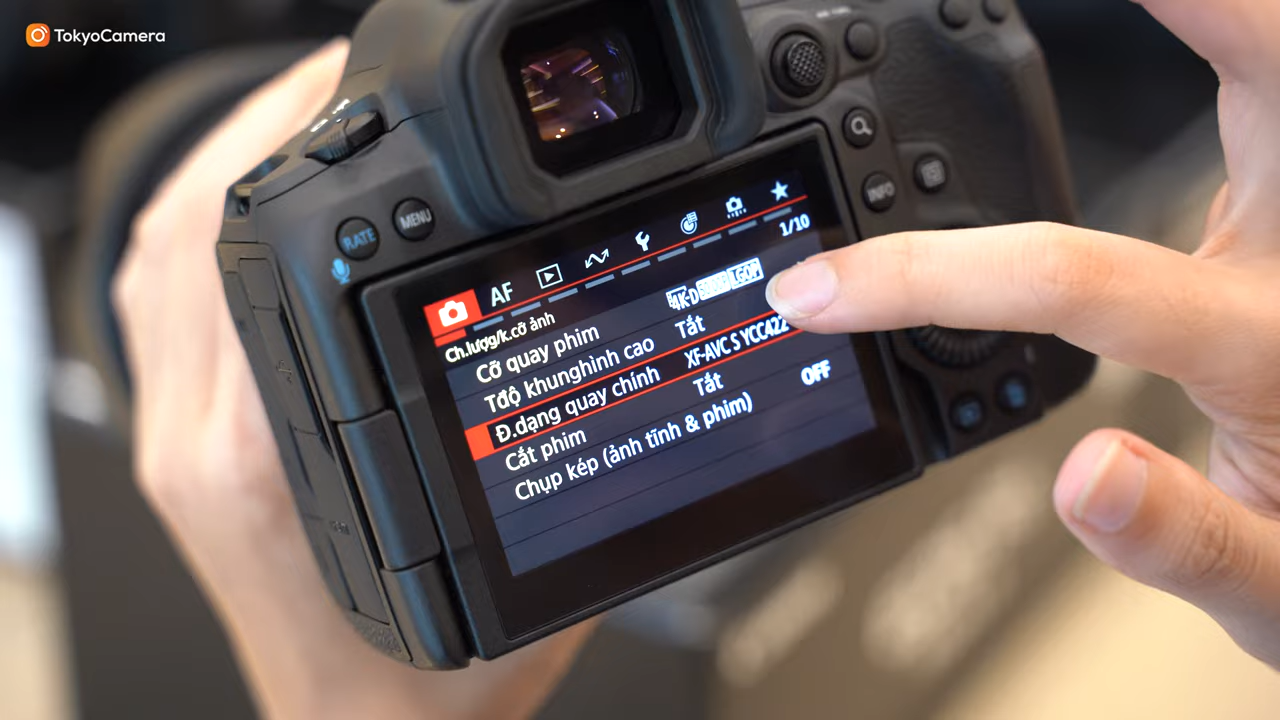 TokyoCamera
RATE
MENU
INFO
AF
1/10
Ch.lượg/k.cỡ ảnh
Cỡ quay phim 4K-D
Tđộ khunghình cao Tắt
Đ.dạng quay chính XF-AVC S YCC422
Cắt phim Tắt
Chụp kép (ảnh tĩnh & phim) OFF